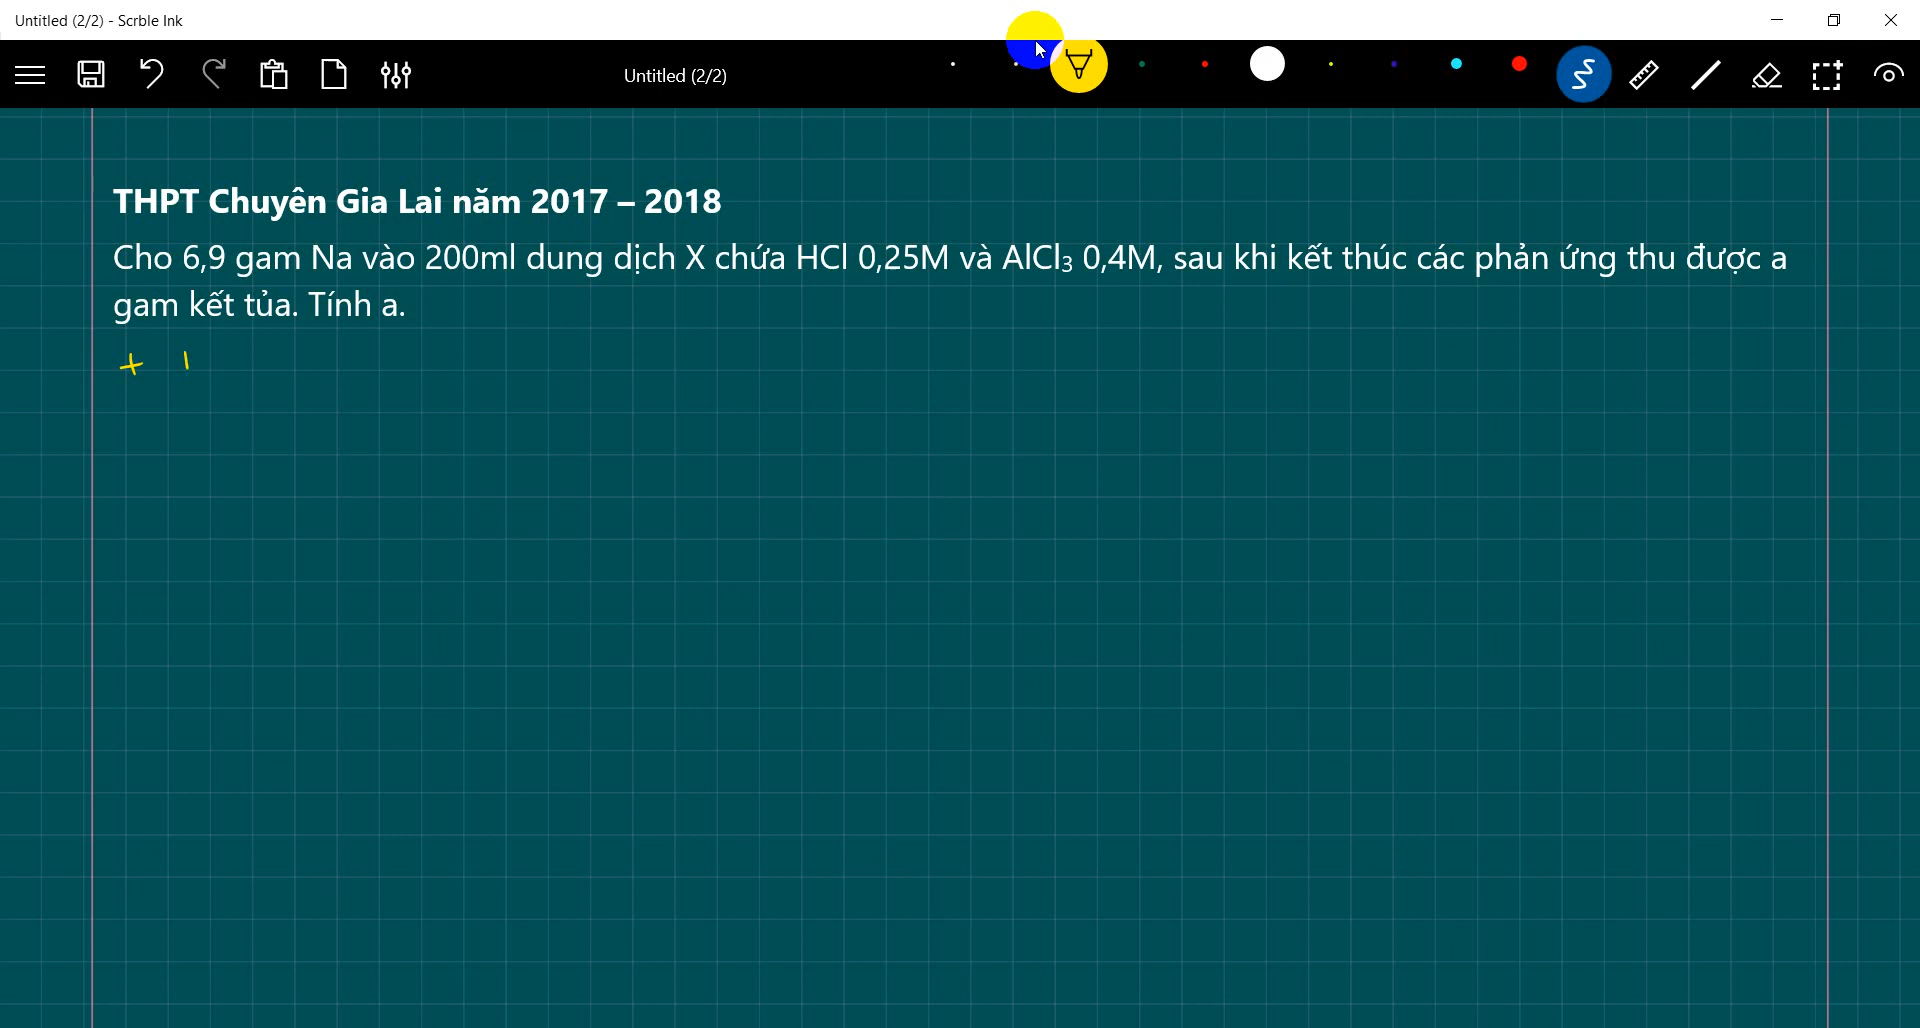 Untitled (2/2) - Scrble Ink
Untitled (2/2)
THPT Chuyên Gia Lai năm 2017 – 2018
Cho 6,9 gam Na vào 200ml dung dịch X chứa HCl 0,25M và AlCl₃ 0,4M, sau khi kết thúc các phản ứng thu được a
gam kết tủa. Tính a.
+ I